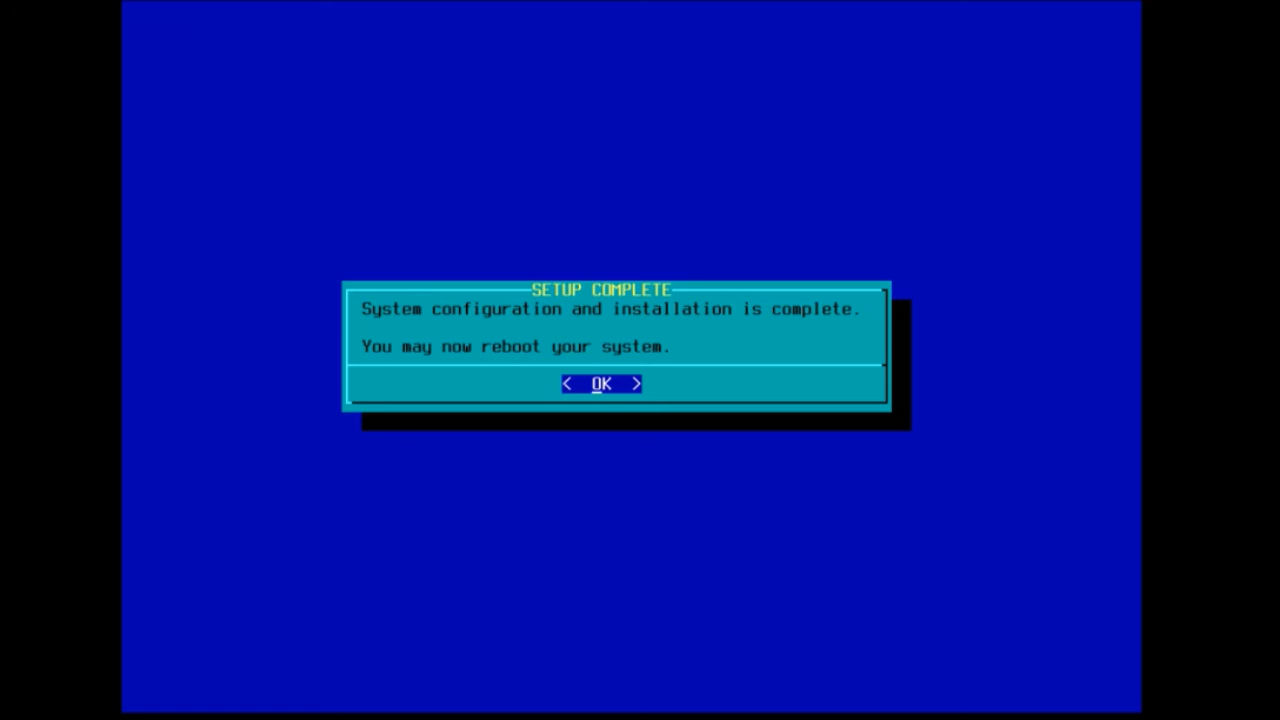 SETUP COMPLETE
System configuration and installation is complete.
You may now reboot your system.
< OK >